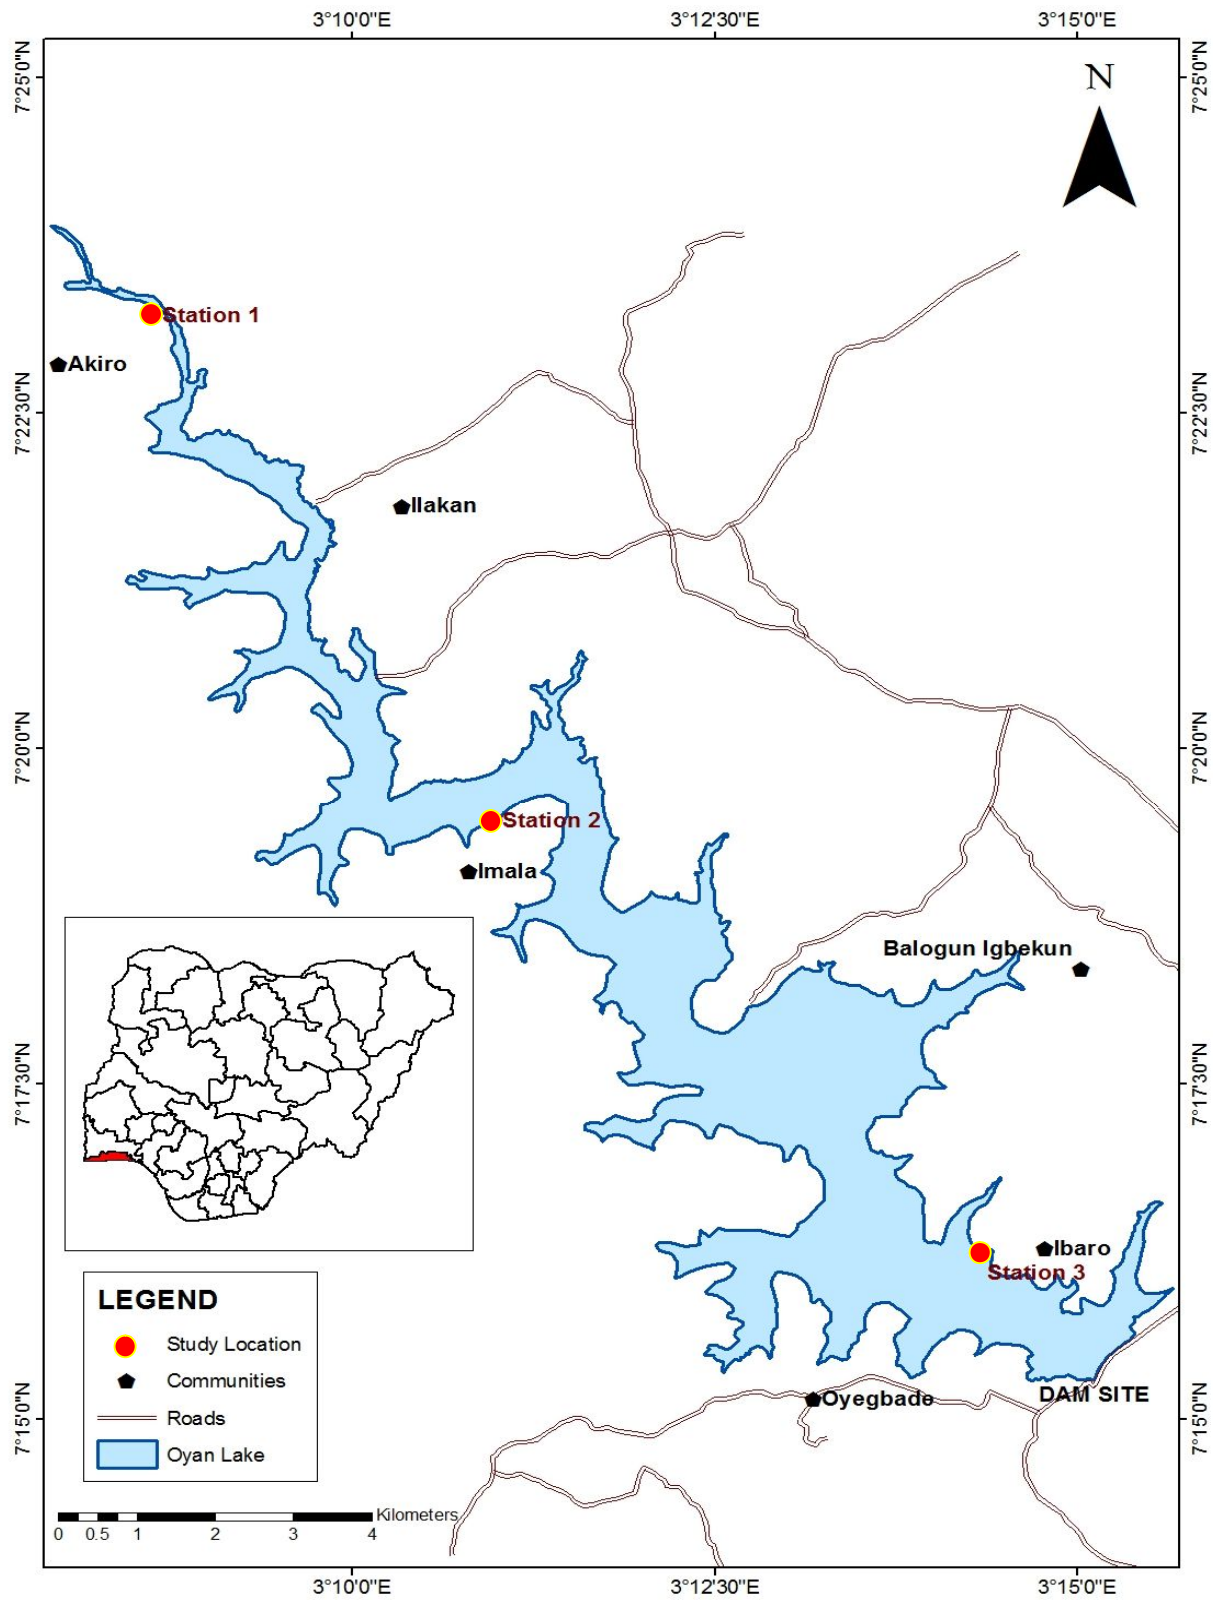 3°10'0"E 3°12'30"E 3°15'0"E
7°25'0"N 7°25'0"N
N
Station 1
Akiro
7°22'30"N 7°22'30"N
Ilakan
7°20'0"N 7°20'0"N
Station 2
Imala
Balogun Igbekun
7°17'30"N 7°17'30"N
Ibaro
Station 3
LEGEND
Study Location
Communities
Roads
Oyan Lake
DAM SITE
Oyegbade
7°15'0"N 7°15'0"N
Kilometers
0 0.5 1 2 3 4
3°10'0"E 3°12'30"E 3°15'0"E